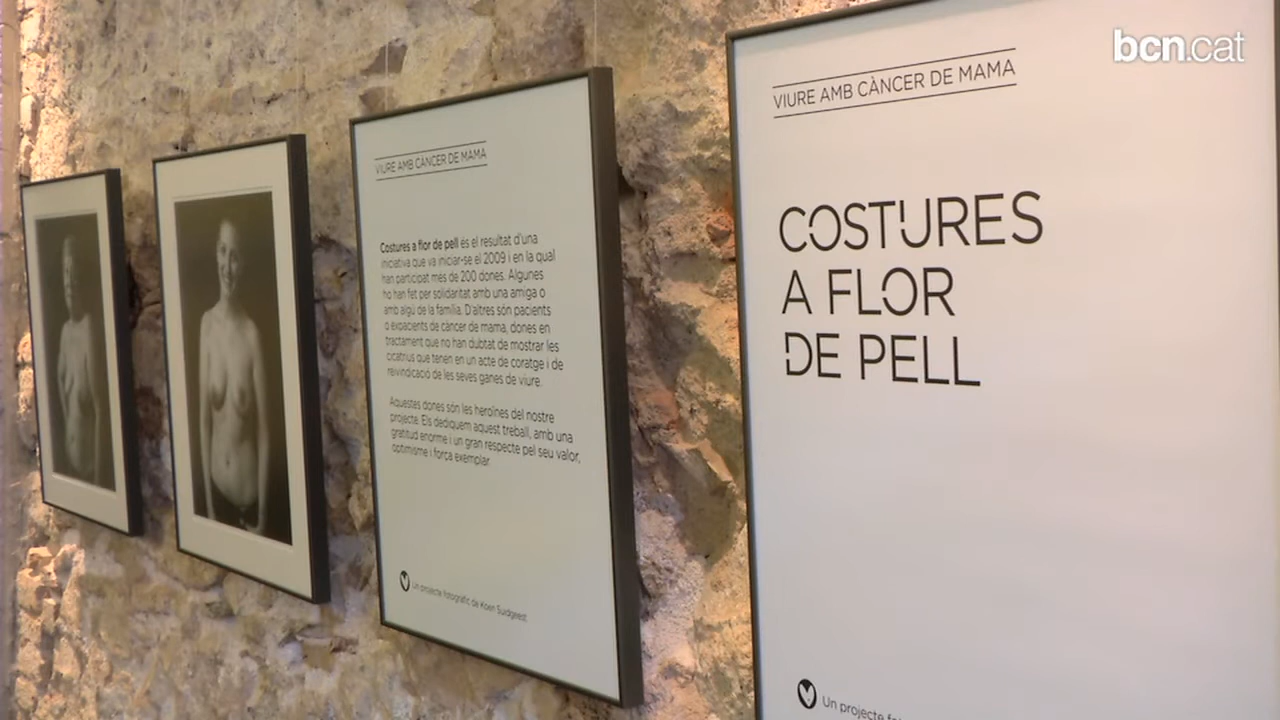 bcn.cat
VIURE AMB CÀNCER DE MAMA
Costures a flor de pell és el resultat d'una
iniciativa que va iniciar-se el 2009 i en la qual
han participat més de 200 dones. Algunes
ho han fet per solidaritat amb una amiga o
amb algú de la família. D'altres són pacients
o expacients de càncer de mama, dones en
tractament que no han dubtat de mostrar les
cicatrius que tenen en un acte de coratge i de
reivindicació de les seves ganes de viure.
Aquestes dones són les heroïnes del nostre
projecte. Els dediquem aquest treball, amb una
gratitud enorme i un gran respecte pel seu valor,
optimisme i força exemplar.
Un projecte fotogràfic de Koen Suidgeest
VIURE AMB CÀNCER DE MAMA
COSTURES
A FLOR
DE PELL
Un projecte